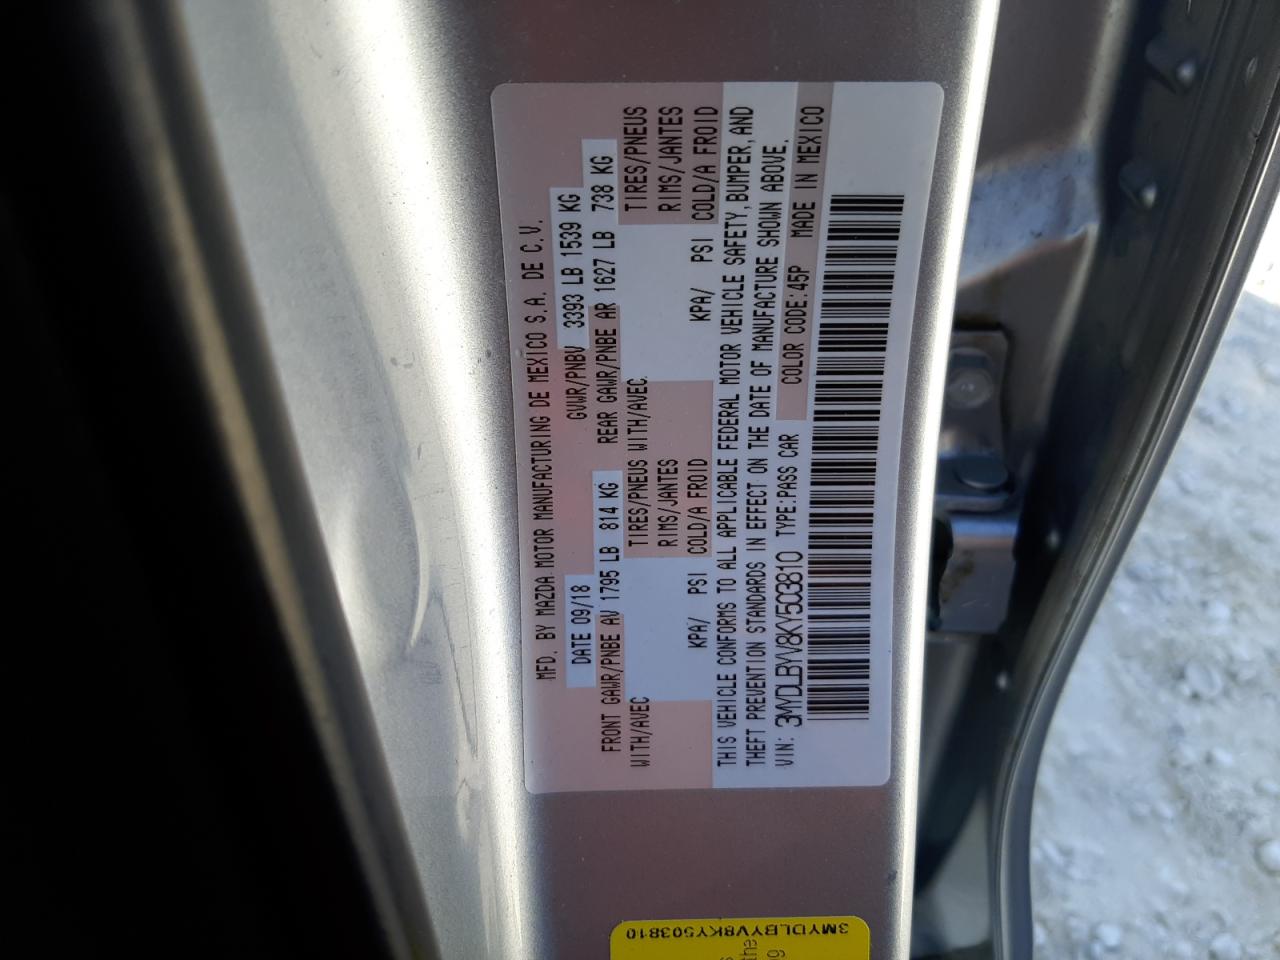 MFD. BY MAZDA MOTOR MANUFACTURING DE MEXICO S.A. DE C.V.
DATE 09/18 GVWR/PNBV 3393 LB 1539 KG
FRONT GAWR/PNBE AV 1795 LB 814 KG REAR GAWR/PNBE AR 1627 LB 738 KG
WITH/AVEC TIRES/PNEUS WITH/AVEC TIRES/PNEUS
RIMS/JANTES RIMS/JANTES
KPA/ PSI COLD/A FROID KPA/ PSI COLD/A FROID
THIS VEHICLE CONFORMS TO ALL APPLICABLE FEDERAL MOTOR VEHICLE SAFETY, BUMPER, AND
THEFT PREVENTION STANDARDS IN EFFECT ON THE DATE OF MANUFACTURE SHOWN ABOVE.
VIN: 3MYDLBYV8KY503810 TYPE:PASS CAR COLOR CODE:45P MADE IN MEXICO
3MYDLBYV8KY503810
the